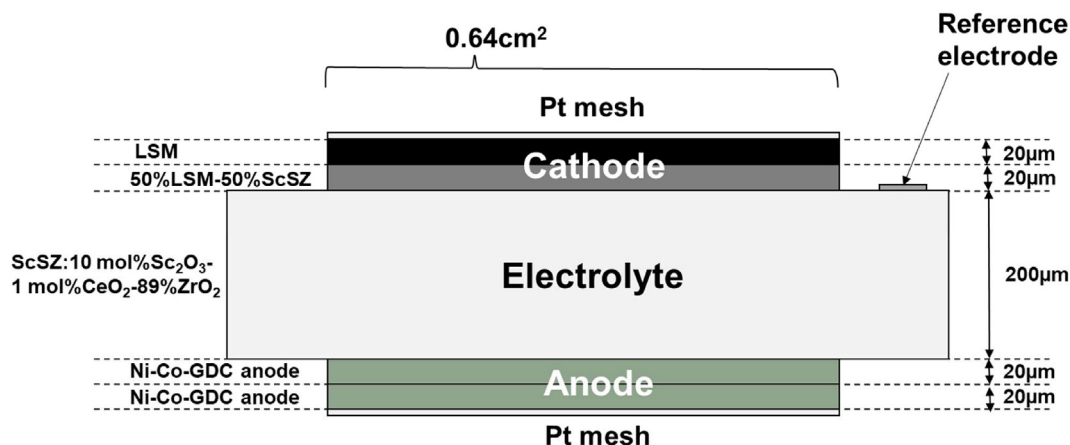 Reference
electrode
0.64cm²
Pt mesh
LSM
Cathode
20μm
50%LSM-50%ScSZ
20μm
ScSZ:10 mol%Sc₂O₃-
1 mol%CeO₂-89%ZrO₂
Electrolyte
200μm
Ni-Co-GDC anode
20μm
Anode
Ni-Co-GDC anode
20μm
Pt mesh